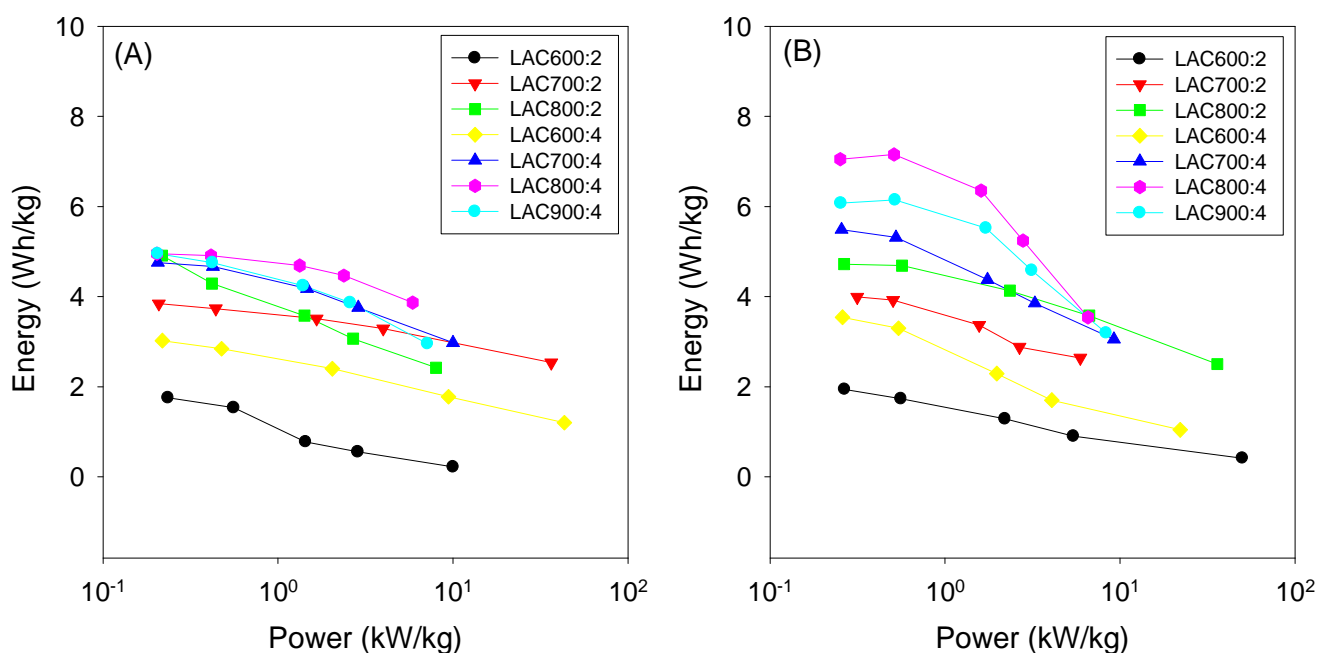 (A)
LAC600:2
LAC700:2
LAC800:2
LAC600:4
LAC700:4
LAC800:4
LAC900:4
10
8
6
4
2
0
Energy (Wh/kg)
10⁻¹ 10⁰ 10¹ 10²
Power (kW/kg)
(B)
LAC600:2
LAC700:2
LAC800:2
LAC600:4
LAC700:4
LAC800:4
LAC900:4
10
8
6
4
2
0
Energy (Wh/kg)
10⁻¹ 10⁰ 10¹ 10²
Power (kW/kg)